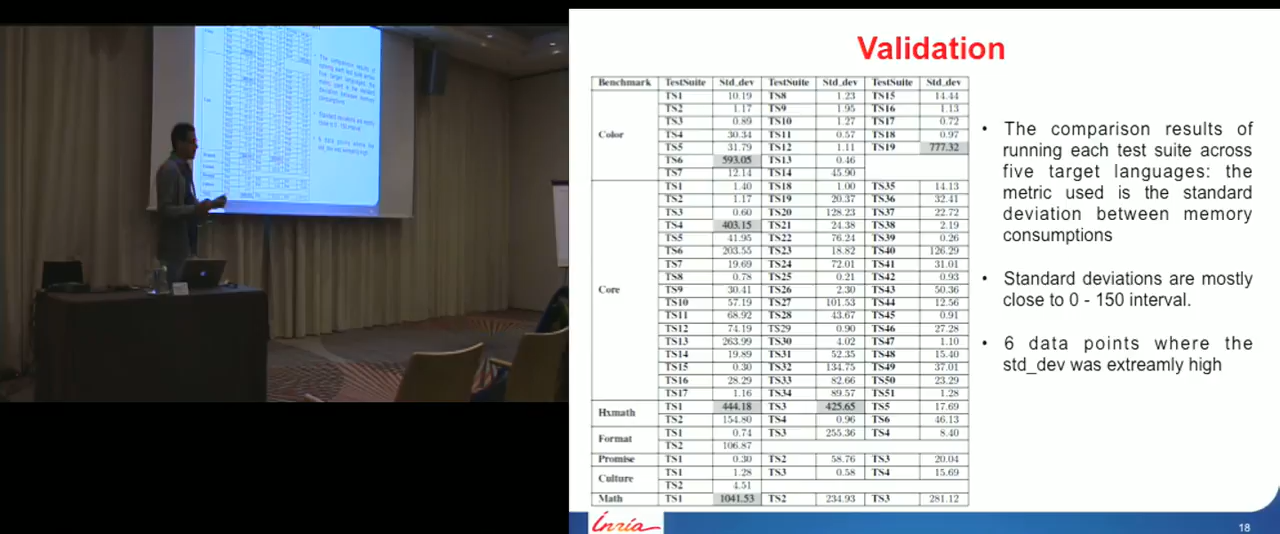 Validation
Benchmark TestSuite Std_dev TestSuite Std_dev TestSuite Std_dev
Color
TS1 10.19 TS8 1.23 TS15 14.44
TS2 1.17 TS9 1.95 TS16 1.13
TS3 0.89 TS10 1.27 TS17 0.72
TS4 30.34 TS11 0.57 TS18 0.97
TS5 31.79 TS12 1.11 TS19 777.32
TS6 593.05 TS13 0.46
TS7 12.14 TS14 45.90
Core
TS1 1.40 TS18 1.00 TS35 14.13
TS2 1.17 TS19 20.37 TS36 32.41
TS3 0.60 TS20 128.23 TS37 22.72
TS4 403.15 TS21 24.38 TS38 2.19
TS5 41.95 TS22 76.24 TS39 0.26
TS6 203.55 TS23 18.82 TS40 126.29
TS7 19.69 TS24 72.01 TS41 31.01
TS8 0.78 TS25 0.21 TS42 0.93
TS9 30.41 TS26 2.30 TS43 50.36
TS10 57.19 TS27 101.53 TS44 12.56
TS11 68.92 TS28 43.67 TS45 0.91
TS12 74.19 TS29 0.90 TS46 27.28
TS13 263.99 TS30 4.02 TS47 1.10
TS14 19.89 TS31 52.35 TS48 15.40
TS15 0.30 TS32 134.75 TS49 37.01
TS16 28.29 TS33 82.66 TS50 23.29
TS17 1.16 TS34 89.57 TS51 1.28
Hxmath
TS1 444.18 TS3 425.65 TS5 17.69
TS2 154.80 TS4 0.96 TS6 46.13
Format
TS1 0.74 TS3 255.36 TS4 8.40
TS2 106.87
Promise TS1 0.30 TS2 58.76 TS3 20.04
Culture
TS1 1.28 TS3 0.58 TS4 15.69
TS2 4.51
Math TS1 1041.53 TS2 234.93 TS3 281.12
• The comparison results of
running each test suite across
five target languages: the
metric used is the standard
deviation between memory
consumptions
• Standard deviations are mostly
close to 0 - 150 interval.
• 6 data points where the
std_dev was extreamly high
Inria
18